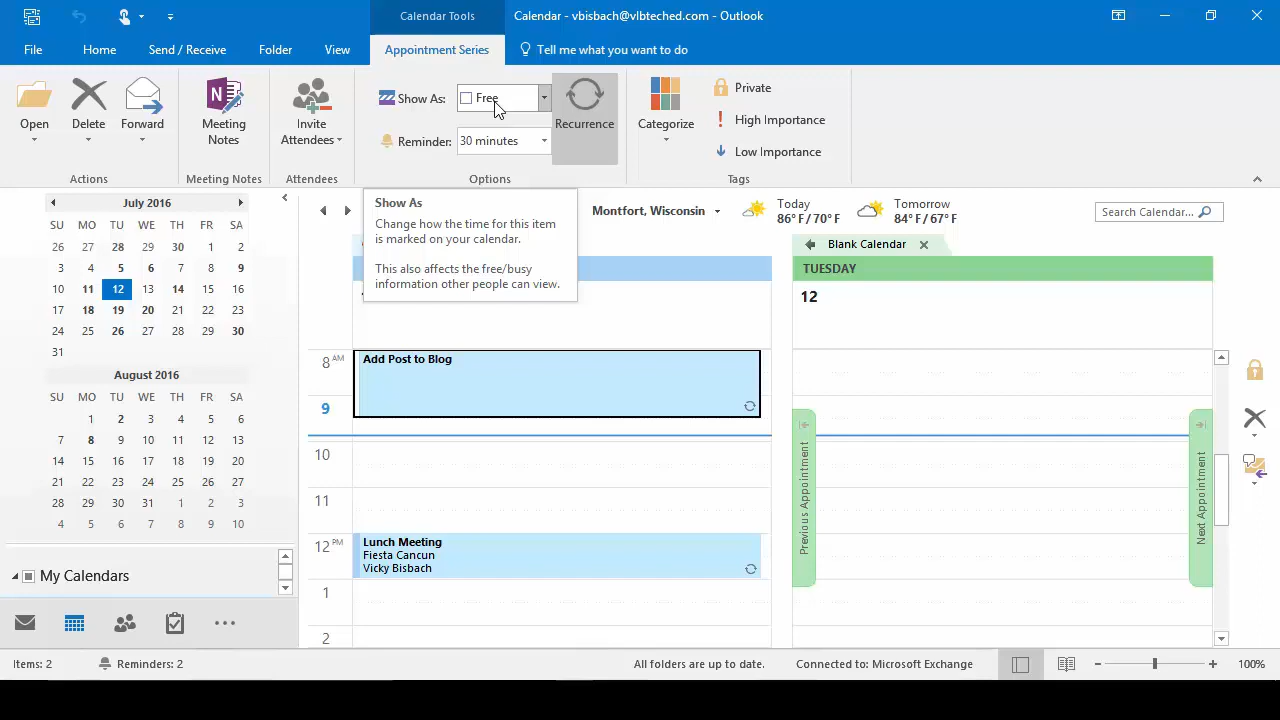 Calendar Tools
Calendar - vbisbach@vlbteched.com - Outlook
File
Home
Send / Receive
Folder
View
Appointment Series
Tell me what you want to do
Open
Delete
Forward
Actions
Meeting
Notes
Meeting Notes
Invite
Attendees
Attendees
Show As:
Free
Reminder:
30 minutes
Recurrence
Options
Categorize
Private
High Importance
Low Importance
Tags
July 2016
SU MO TU WE TH FR SA
26 27 28 29 30 1 2
3 4 5 6 7 8 9
10 11 12 13 14 15 16
17 18 19 20 21 22 23
24 25 26 27 28 29 30
31
August 2016
SU MO TU WE TH FR SA
1 2 3 4 5 6
7 8 9 10 11 12 13
14 15 16 17 18 19 20
21 22 23 24 25 26 27
28 29 30 31 1 2 3
4 5 6 7 8 9 10
My Calendars
Show As
Change how the time for this item
is marked on your calendar.
This also affects the free/busy
information other people can view.
Montfort, Wisconsin
Today
86° F / 70° F
Tomorrow
84° F / 67° F
Search Calendar...
Blank Calendar
TUESDAY
12
8 AM
Add Post to Blog
9
10
11
12 PM
Lunch Meeting
Fiesta Cancun
Vicky Bisbach
1
2
Previous Appointment
Next Appointment
Items: 2
Reminders: 2
All folders are up to date.
Connected to: Microsoft Exchange
100%